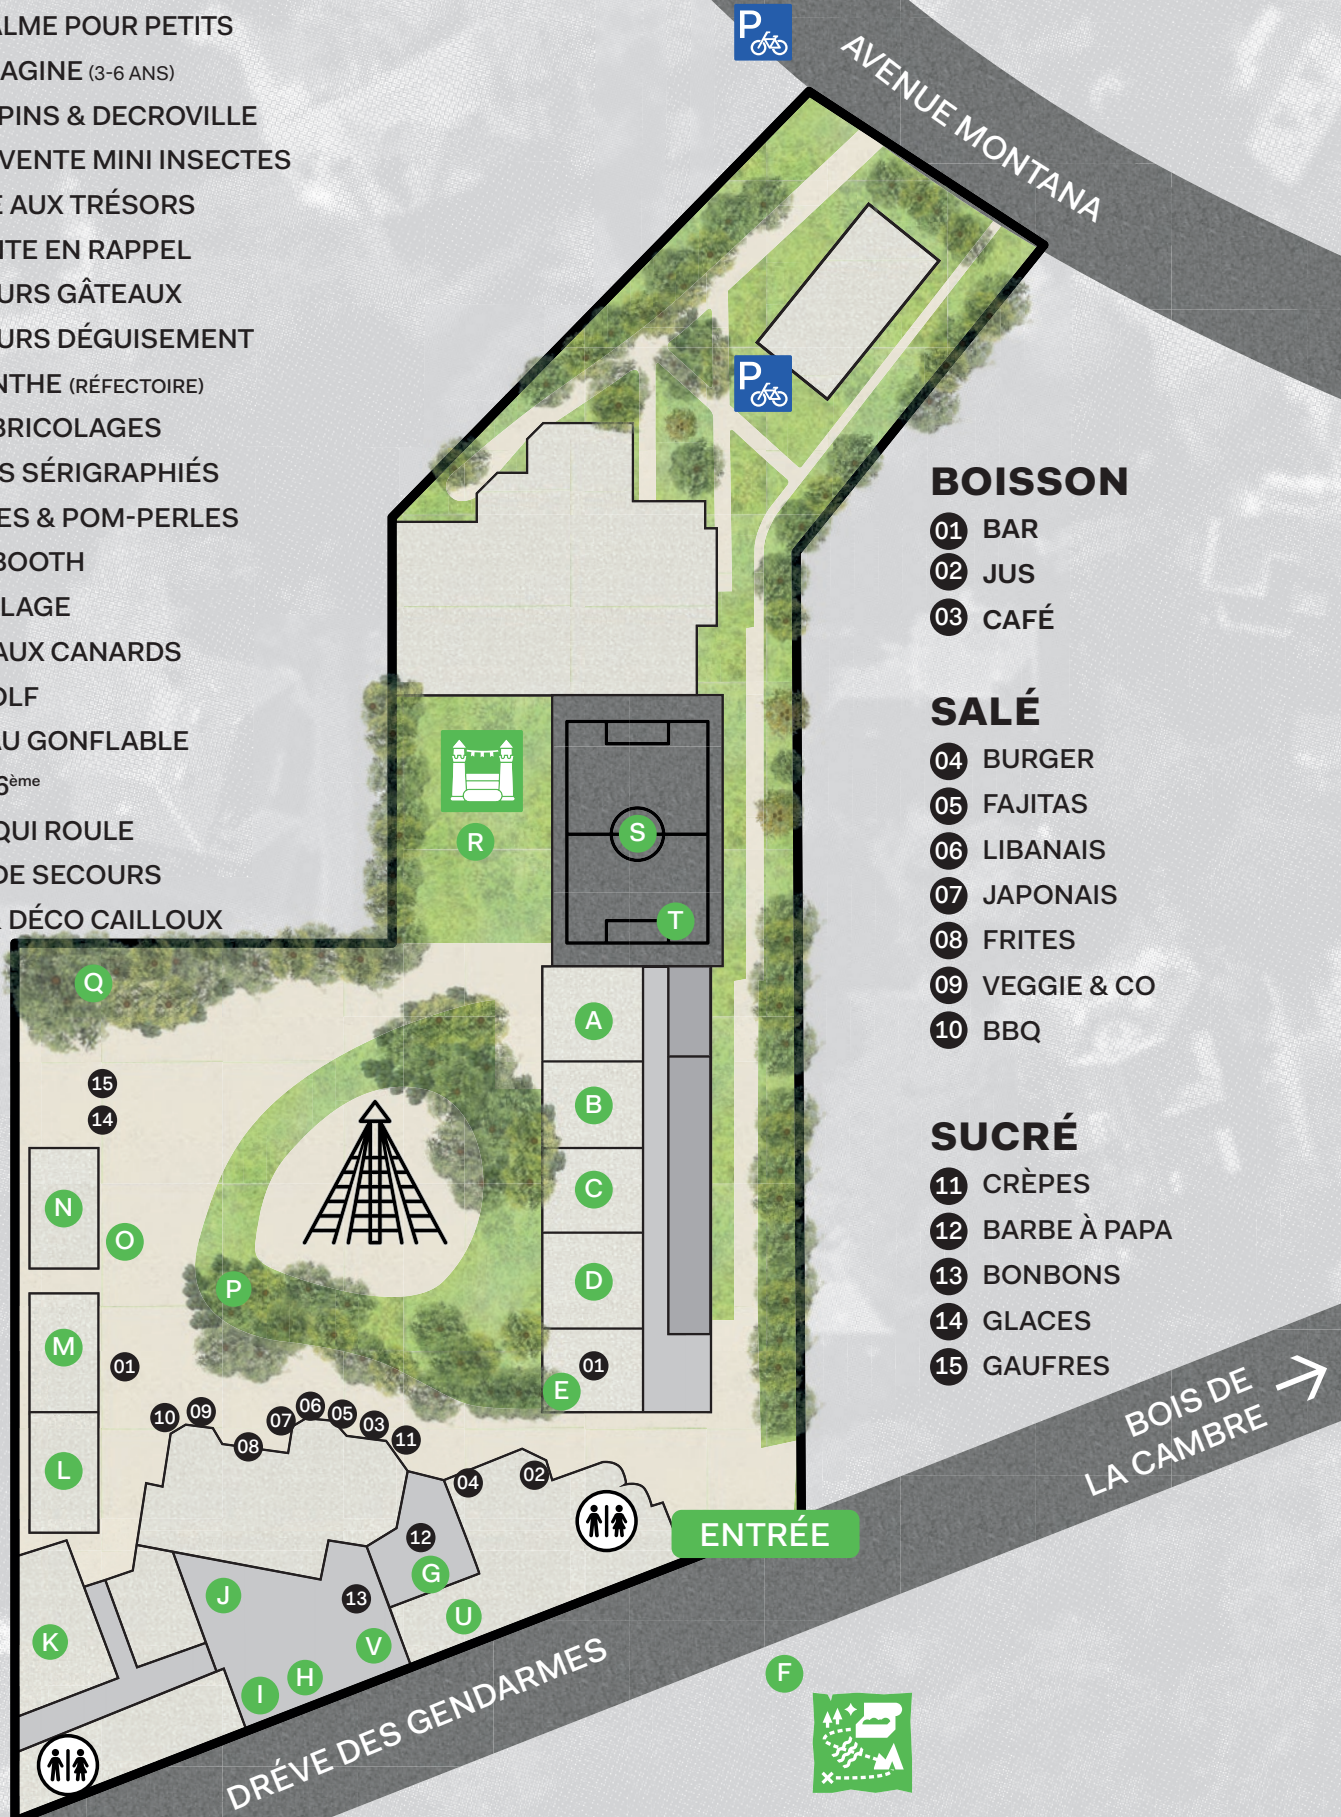 ALME POUR PETITS
AGINE (3-6 ANS)
PINS & DECROVILLE
VENTE MINI INSECTES
E AUX TRÉSORS
NTE EN RAPPEL
URS GÂTEAUX
URS DÉGUISEMENT
NTHE (RÉFECTOIRE)
BRICOLAGES
S SÉRIGRAPHIÉS
ES & POM-PERLES
BOOTH
LAGE
AUX CANARDS
OLF
AU GONFLABLE
6ème
QUI ROULE
DE SECOURS
& DÉCO CAILLOUX
P
AVENUE MONTANA
P
BOISSON
01 BAR
02 JUS
03 CAFÉ
SALÉ
04 BURGER
05 FAJITAS
06 LIBANAIS
07 JAPONAIS
08 FRITES
09 VEGGIE & CO
10 BBQ
SUCRÉ
11 CRÈPES
12 BARBE À PAPA
13 BONBONS
14 GLACES
15 GAUFRES
R
S
T
Q
A
B
C
D
01
E
15
14
N
O
P
M
01
L
10
09
08
07
06
05
03
11
04
02
12
G
J
13
U
V
K
H
I
ENTRÉE
F
BOIS DE
LA CAMBRE
DRÉVE DES GENDARMES